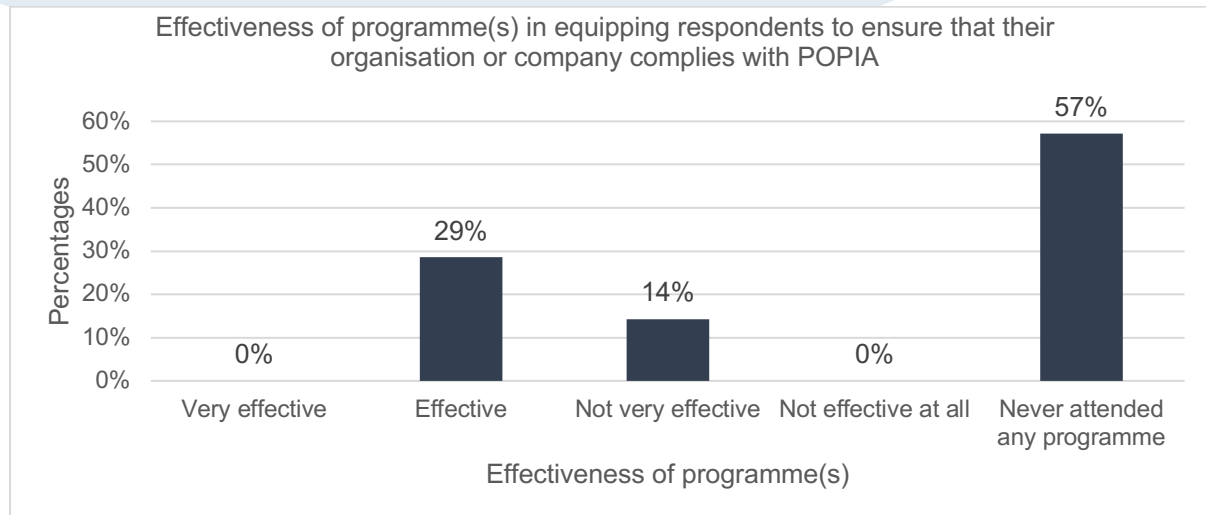 Effectiveness of programme(s) in equipping respondents to ensure that their
organisation or company complies with POPIA
Percentages
60%
50%
40%
30%
20%
10%
0%
0%
29%
14%
0%
57%
Very effective
Effective
Not very effective
Not effective at all
Never attended
any programme
Effectiveness of programme(s)